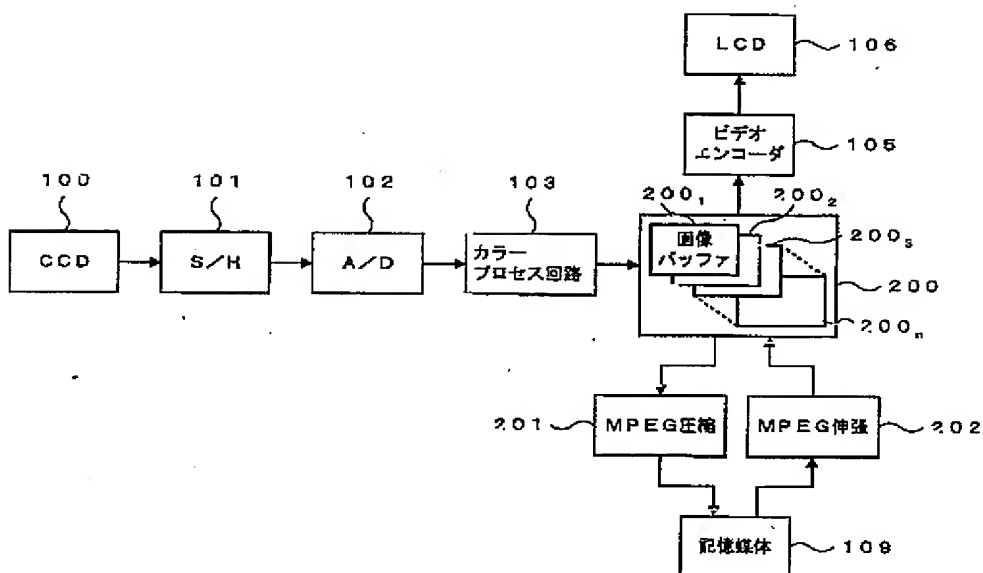 LCD
106
ビデオ
エンコーダ
105
100
101
102
103
200₁
200₂
CCD
S/H
A/D
カラー
プロセス回路
画像
バッファ
200₃
200
200ₙ
201
MPEG圧縮
MPEG伸張
202
記憶媒体
109